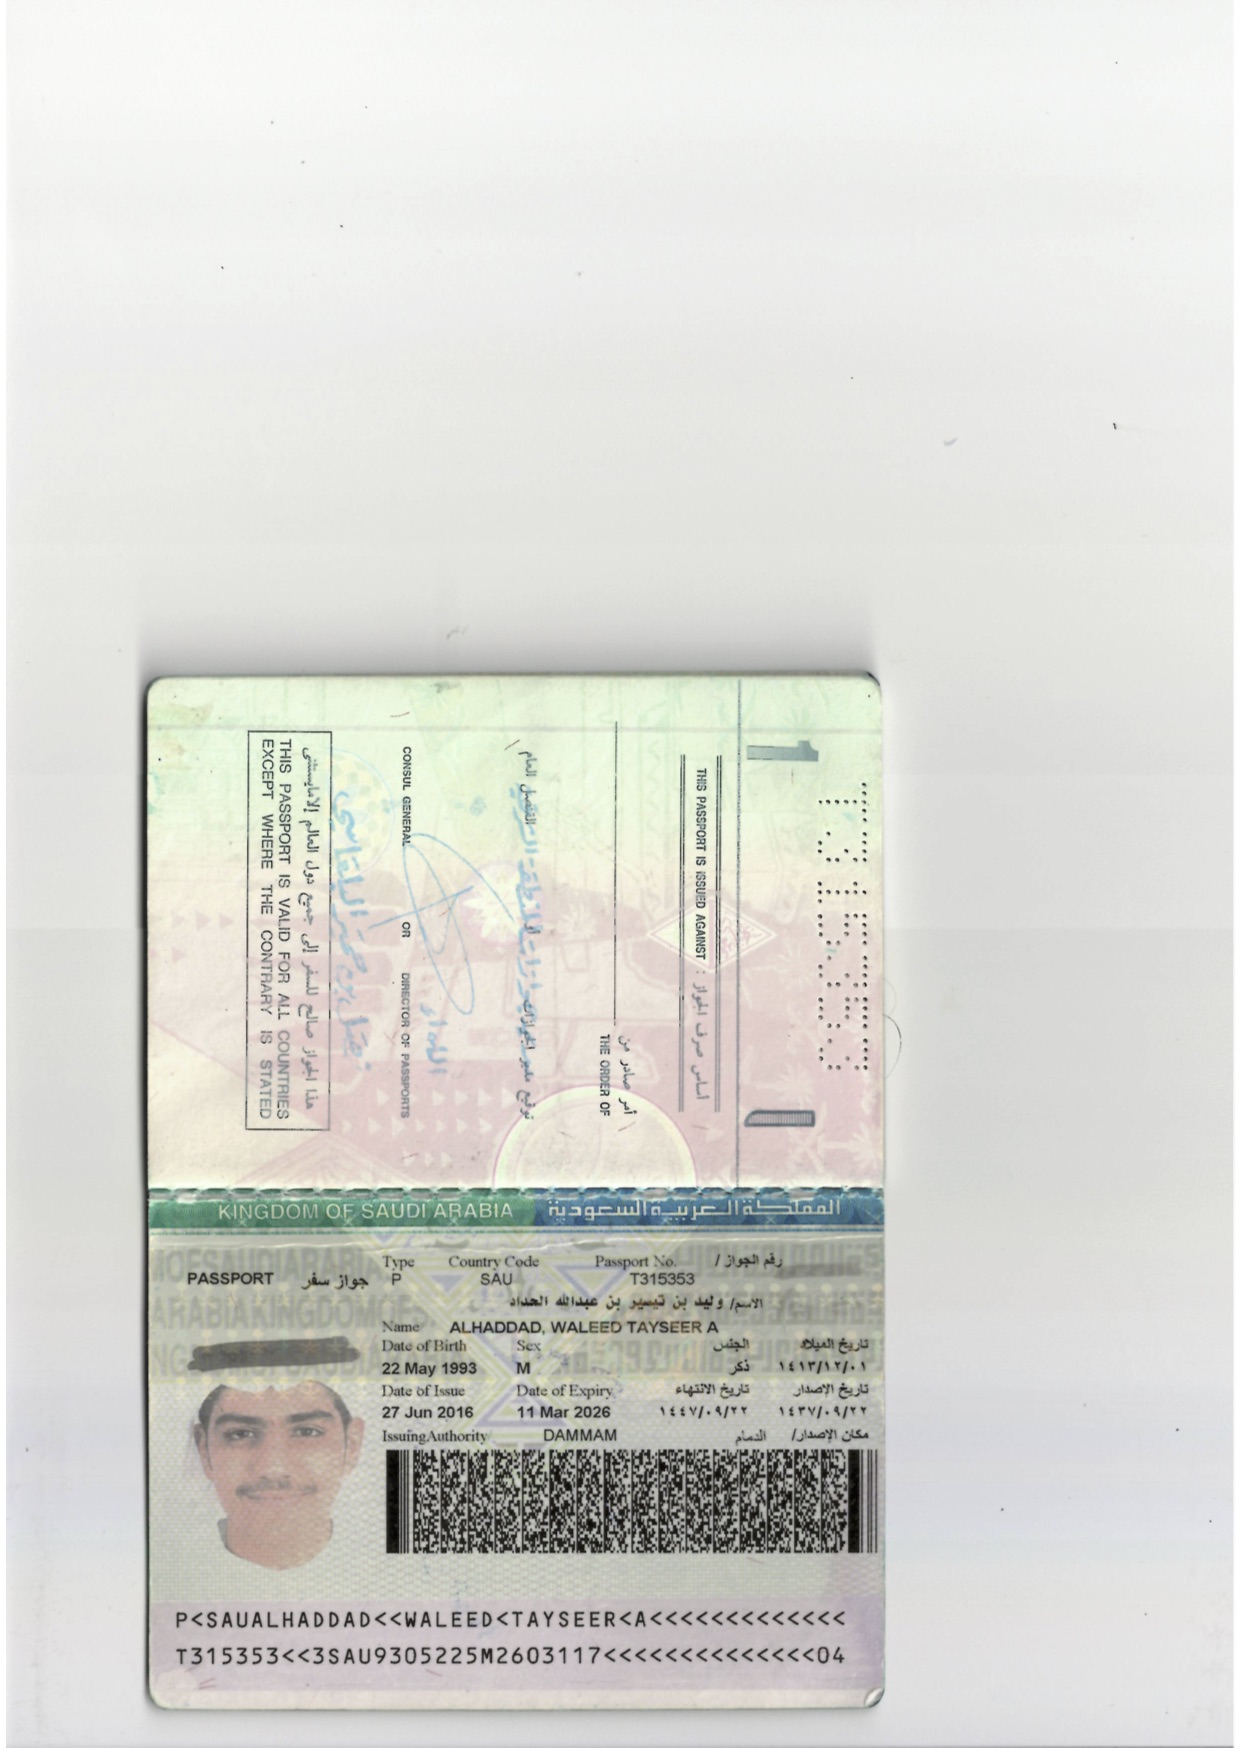 1
T315353
THIS PASSPORT IS ISSUED AGAINST : أساس صرف الجواز /
أمر صادر من /
THE ORDER OF
توقيع مدير الجوازات القنصل العام /
CONSUL GENERAL OR DIRECTOR OF PASSPORTS
هذا الجواز صالح للسفر إلى جميع دول العالم إلا مايستثنى
THIS PASSPORT IS VALID FOR ALL COUNTRIES
EXCEPT WHERE THE CONTRARY IS STATED
KINGDOM OF SAUDI ARABIA المملكة العربية السعودية
Type Country Code Passport No. رقم الجواز /
PASSPORT جواز سفر P SAU T315353
الاسم/ وليد بن تيسير بن عبدالله الحداد
Name ALHADDAD, WALEED TAYSEER A
Date of Birth Sex الجنس تاريخ الميلاد
22 May 1993 M ذكر ١٤١٣/١٢/٠١
Date of Issue Date of Expiry تاريخ الانتهاء تاريخ الإصدار
27 Jun 2016 11 Mar 2026 ١٤٤٧/٠٩/٢٢ ١٤٣٧/٠٩/٢٢
IssuingAuthority DAMMAM الدمام مكان الإصدار/
P<SAUALHADDAD<<WALEED<TAYSEER<A<<<<<<<<<<<<<
T315353<<3SAU9305225M2603117<<<<<<<<<<<<<<04